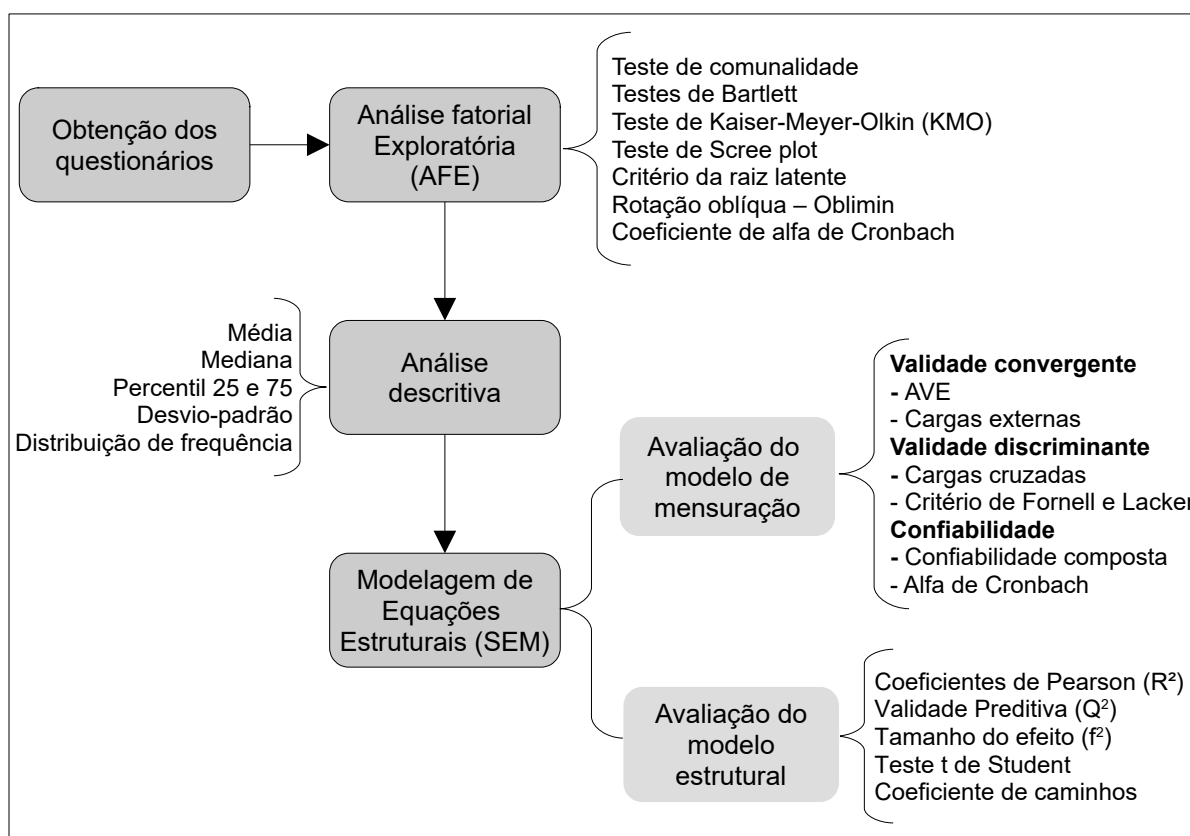 Obtenção dos
questionários
Análise fatorial
Exploratória
(AFE)
Teste de comunalidade
Testes de Bartlett
Teste de Kaiser-Meyer-Olkin (KMO)
Teste de Scree plot
Critério da raiz latente
Rotação oblíqua – Oblimin
Coeficiente de alfa de Cronbach
Média
Mediana
Percentil 25 e 75
Desvio-padrão
Distribuição de frequência
Análise
descritiva
Modelagem de
Equações
Estruturais (SEM)
Avaliação do
modelo de
mensuração
Validade convergente
- AVE
- Cargas externas
Validade discriminante
- Cargas cruzadas
- Critério de Fornell e Lacker
Confiabilidade
- Confiabilidade composta
- Alfa de Cronbach
Avaliação do
modelo
estrutural
Coeficientes de Pearson (R²)
Validade Preditiva (Q²)
Tamanho do efeito (f²)
Teste t de Student
Coeficiente de caminhos